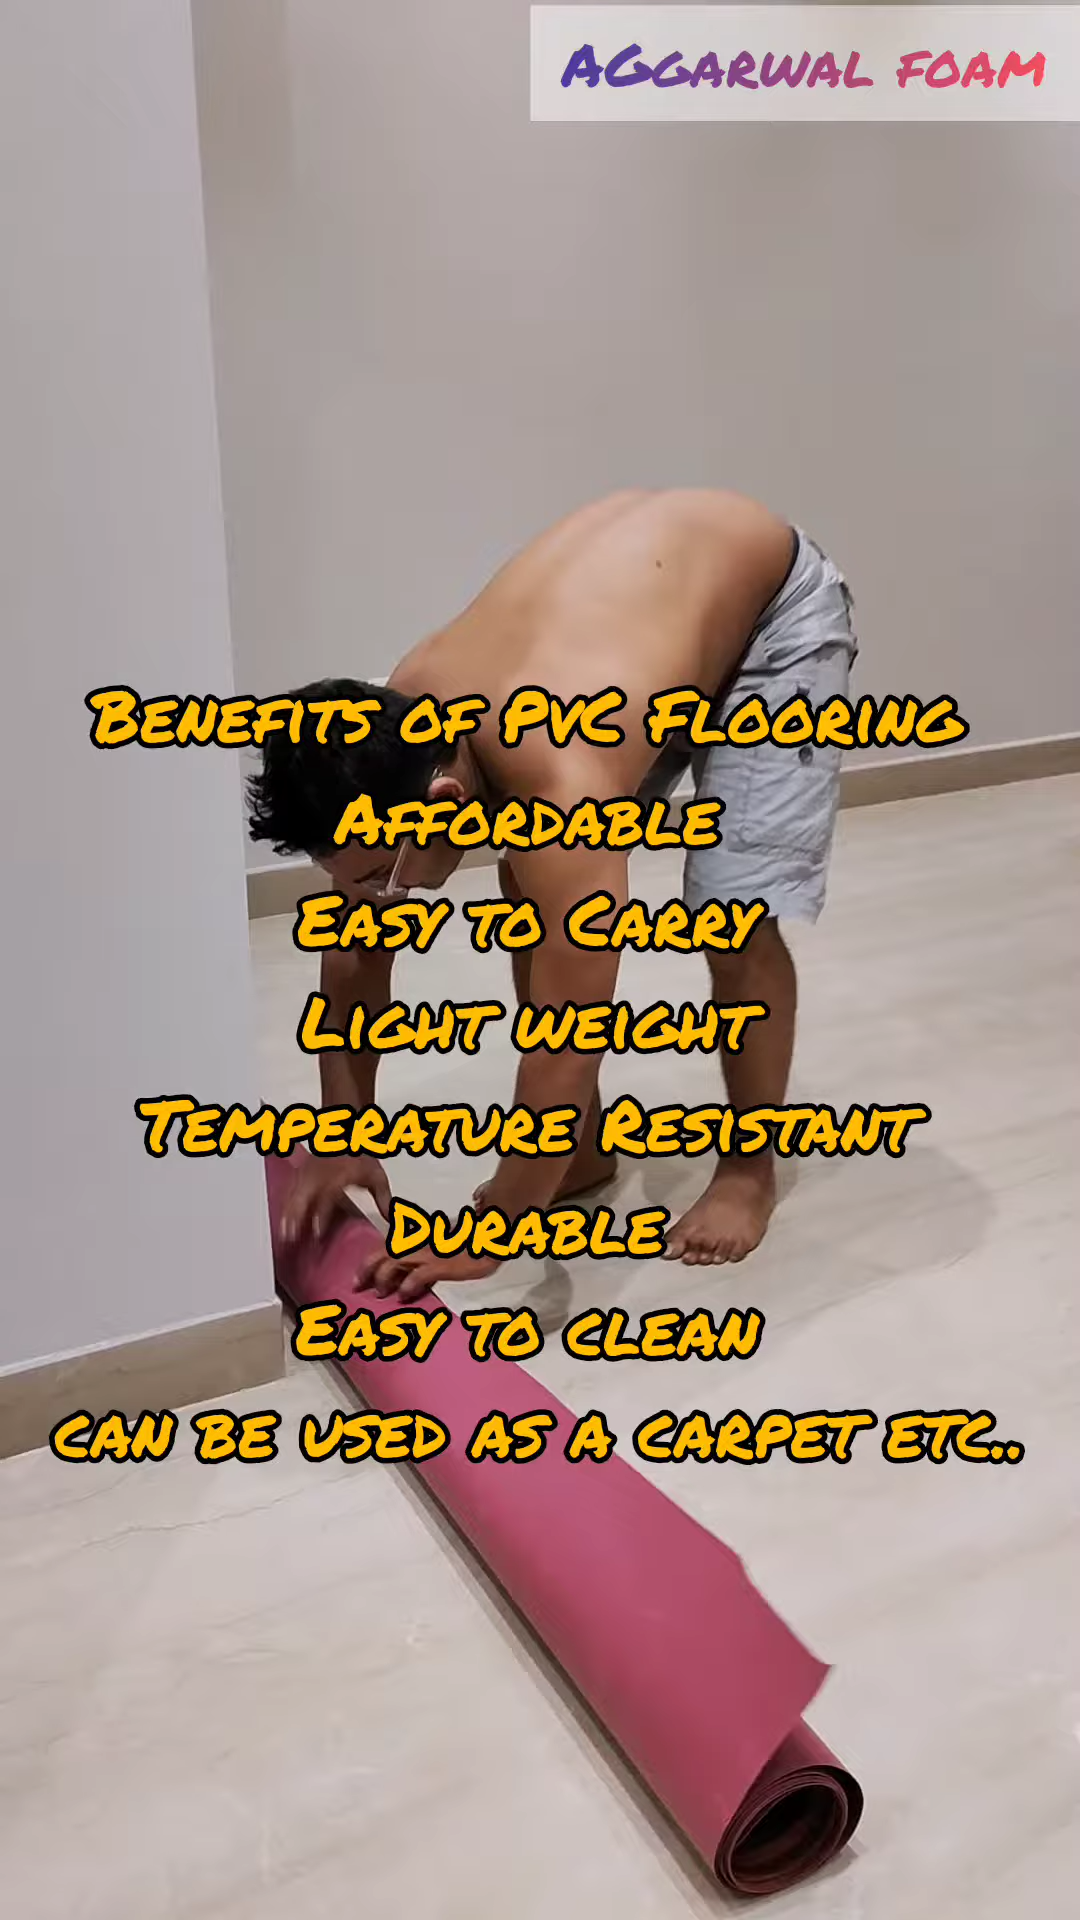 AGGARWAL FOAM
Benefits of PVC Flooring
Affordable
Easy to Carry
Light weight
Temperature Resistant
Durable
Easy to clean
can be used as a carpet etc..